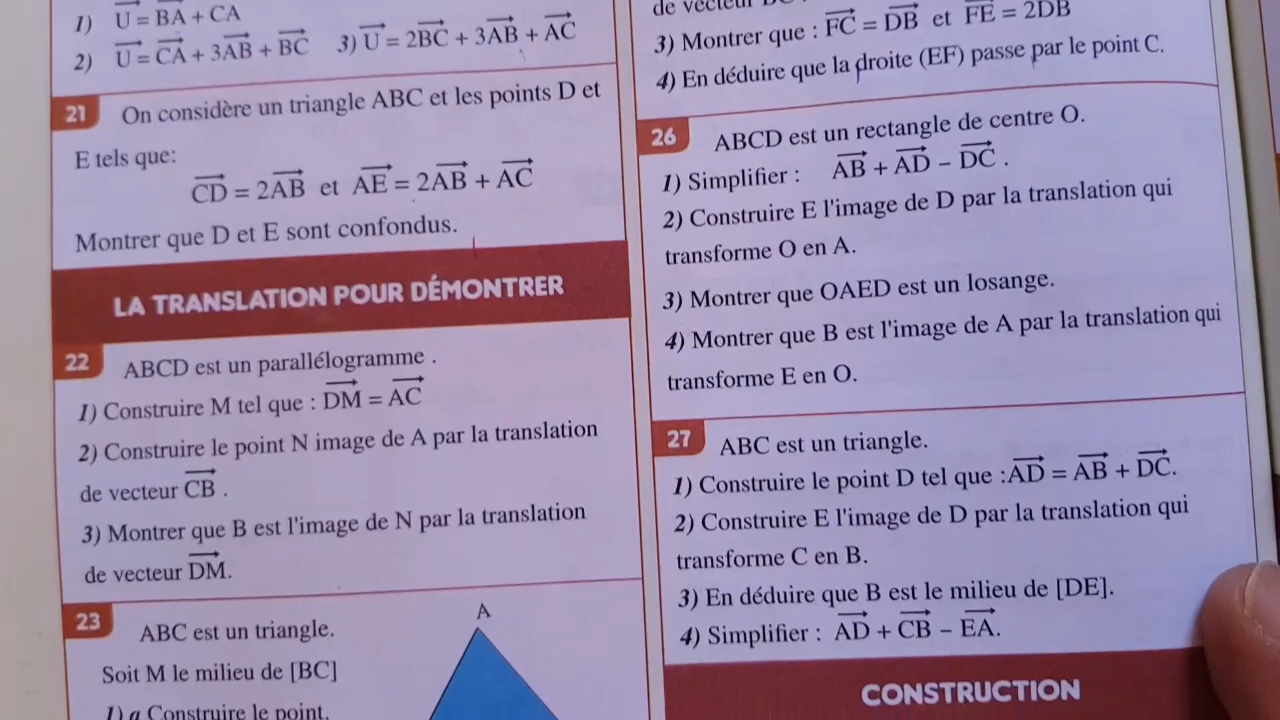 1) U = BA + CA
2) U = CA + 3AB + BC 3) U = 2BC + 3AB + AC
21 On considère un triangle ABC et les points D et
E tels que:
CD = 2AB et AE = 2AB + AC
Montrer que D et E sont confondus.
LA TRANSLATION POUR DÉMONTRER
22 ABCD est un parallélogramme .
1) Construire M tel que : DM = AC
2) Construire le point N image de A par la translation
de vecteur CB .
3) Montrer que B est l'image de N par la translation
de vecteur DM.
23 ABC est un triangle.
Soit M le milieu de [BC]
1) a Construire le point.
A
de vecteur
3) Montrer que : FC = DB et FE = 2DB
4) En déduire que la droite (EF) passe par le point C.
26 ABCD est un rectangle de centre O.
1) Simplifier : AB + AD − DC .
2) Construire E l'image de D par la translation qui
transforme O en A.
3) Montrer que OAED est un losange.
4) Montrer que B est l'image de A par la translation qui
transforme E en O.
27 ABC est un triangle.
1) Construire le point D tel que :AD = AB + DC.
2) Construire E l'image de D par la translation qui
transforme C en B.
3) En déduire que B est le milieu de [DE].
4) Simplifier : AD + CB − EA.
CONSTRUCTION